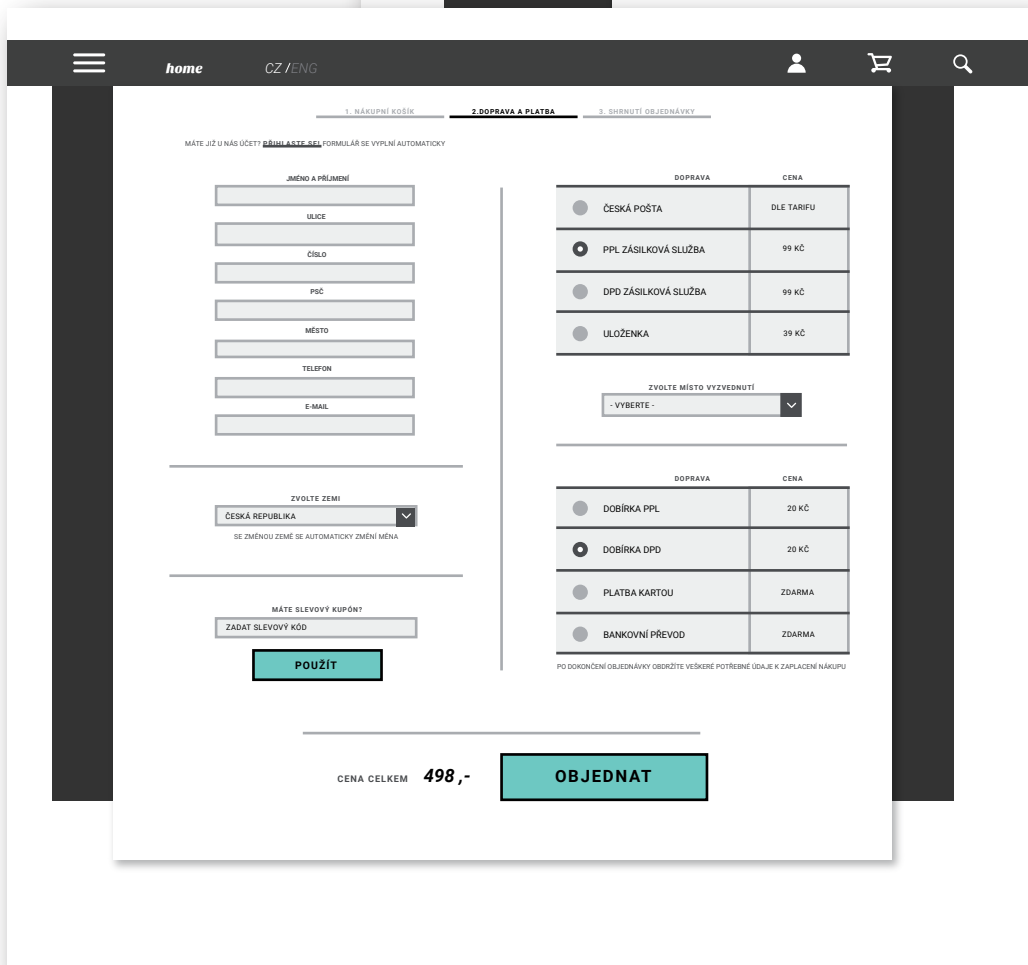 home CZ /ENG
1. NÁKUPNÍ KOŠÍK 2.DOPRAVA A PLATBA 3. SHRNUTÍ OBJEDNÁVKY
MÁTE JIŽ U NÁS ÚČET? PŘIHLASTE SE! FORMULÁŘ SE VYPLNÍ AUTOMATICKY
JMÉNO A PŘÍJMENÍ
ULICE
ČÍSLO
PSČ
MĚSTO
TELEFON
E-MAIL
ZVOLTE ZEMI
ČESKÁ REPUBLIKA
SE ZMĚNOU ZEMĚ SE AUTOMATICKY ZMĚNÍ MĚNA
MÁTE SLEVOVÝ KUPÓN?
ZADAT SLEVOVÝ KÓD
POUŽÍT
DOPRAVA CENA
ČESKÁ POŠTA DLE TARIFU
PPL ZÁSILKOVÁ SLUŽBA 99 KČ
DPD ZÁSILKOVÁ SLUŽBA 99 KČ
ULOŽENKA 39 KČ
ZVOLTE MÍSTO VYZVEDNUTÍ
- VYBERTE -
DOPRAVA CENA
DOBÍRKA PPL 20 KČ
DOBÍRKA DPD 20 KČ
PLATBA KARTOU ZDARMA
BANKOVNÍ PŘEVOD ZDARMA
PO DOKONČENÍ OBJEDNÁVKY OBDRŽÍTE VEŠKERÉ POTŘEBNÉ ÚDAJE K ZAPLACENÍ NÁKUPU
CENA CELKEM 498 ,-
OBJEDNAT